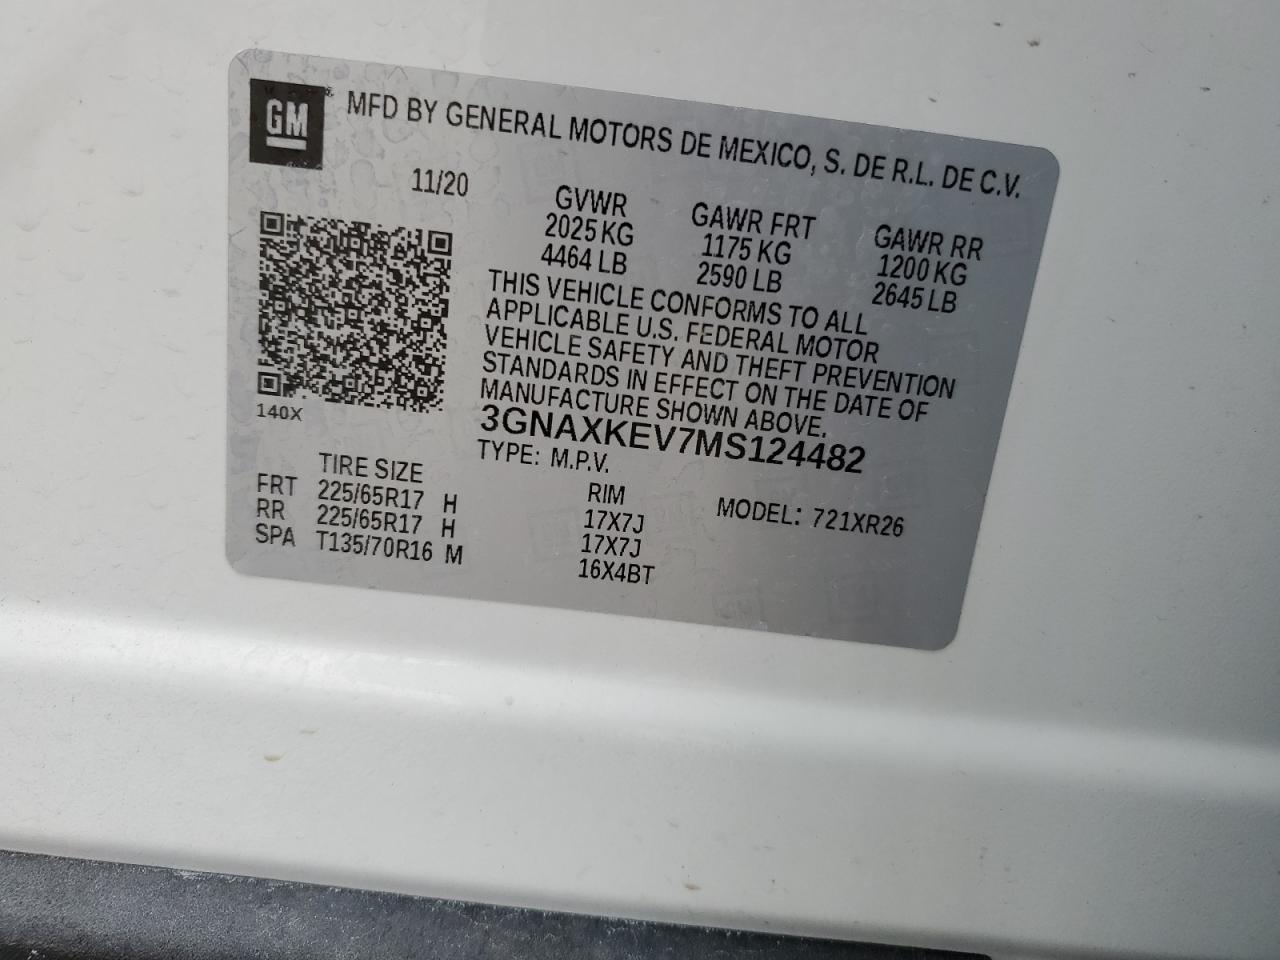 GM ® MFD BY GENERAL MOTORS DE MEXICO, S. DE R.L. DE C.V.
11/20
GVWR GAWR FRT GAWR RR
2025 KG 1175 KG 1200 KG
4464 LB 2590 LB 2645 LB
THIS VEHICLE CONFORMS TO ALL
APPLICABLE U.S. FEDERAL MOTOR
VEHICLE SAFETY AND THEFT PREVENTION
STANDARDS IN EFFECT ON THE DATE OF
MANUFACTURE SHOWN ABOVE.
140X
3GNAXKEV7MS124482
TYPE: M.P.V.
MODEL: 721XR26
TIRE SIZE RIM
FRT 225/65R17 H 17X7J
RR 225/65R17 H 17X7J
SPA T135/70R16 M 16X4BT